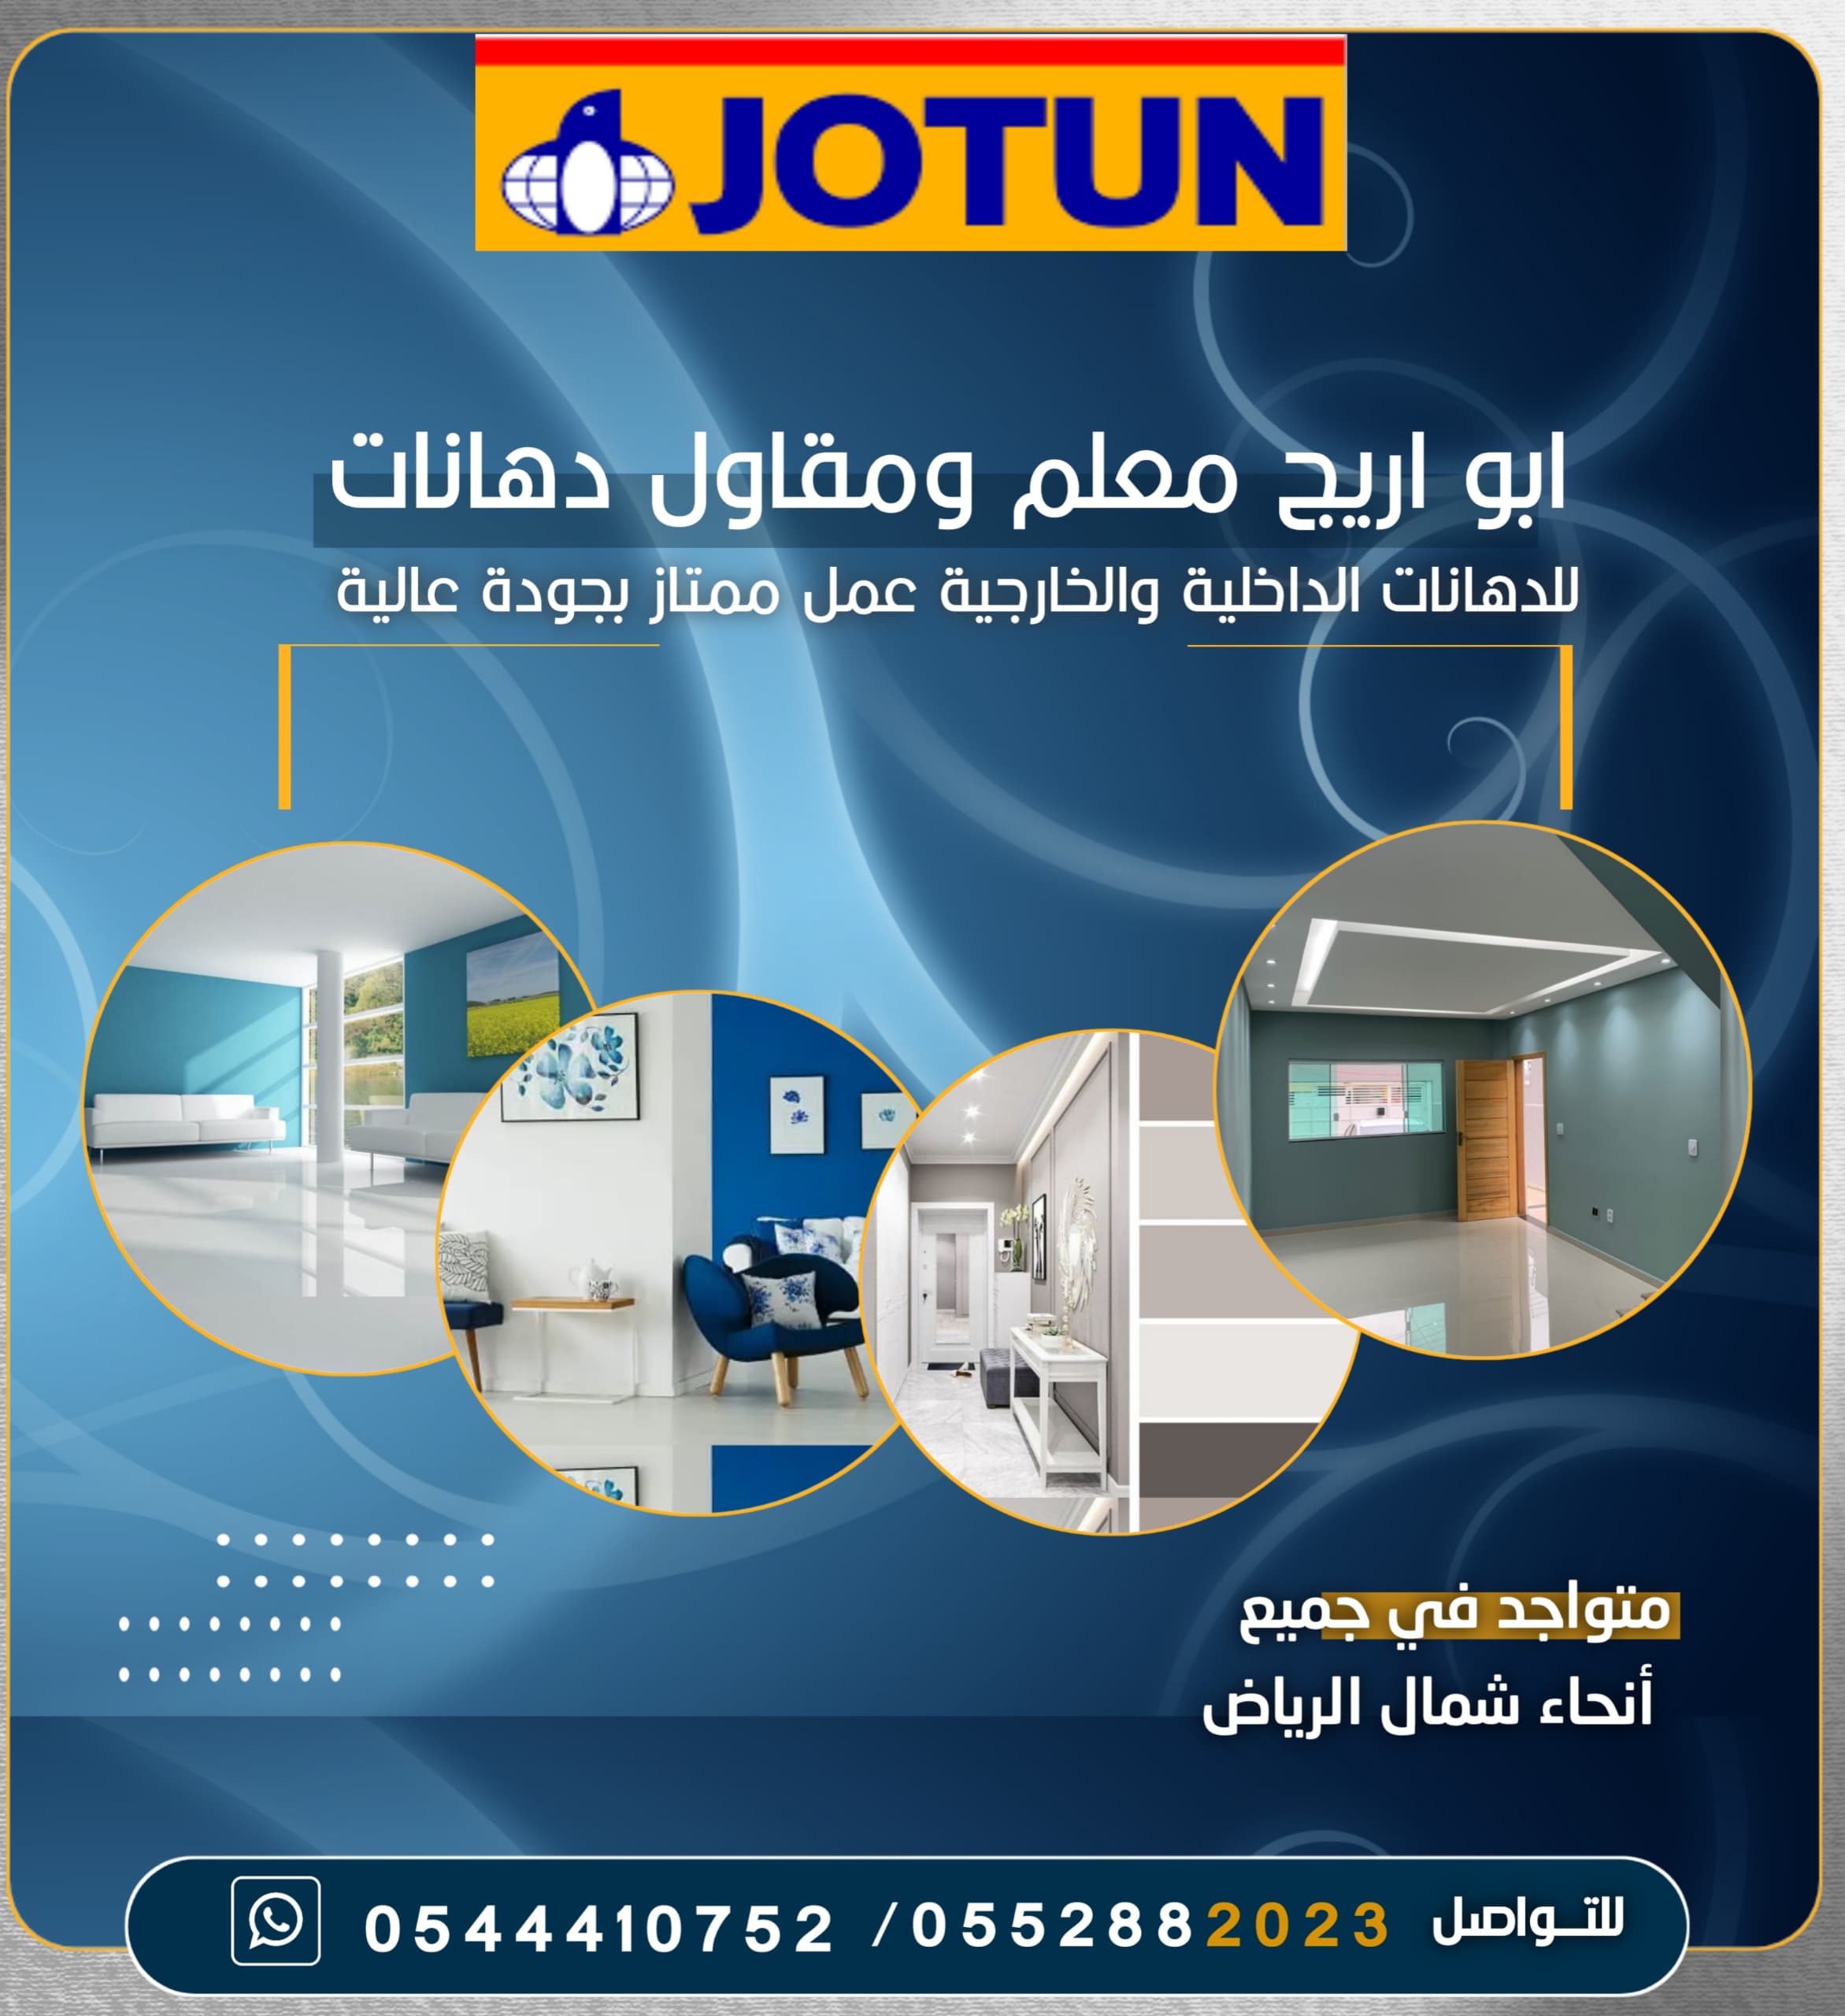 JOTUN
ابو اريج معلم ومقاول دهانات
للدهانات الداخلية والخارجية عمل ممتاز بجودة عالية
متواجد في جميع
أنحاء شمال الرياض
للتــواصل 0552882023/ 0544410752